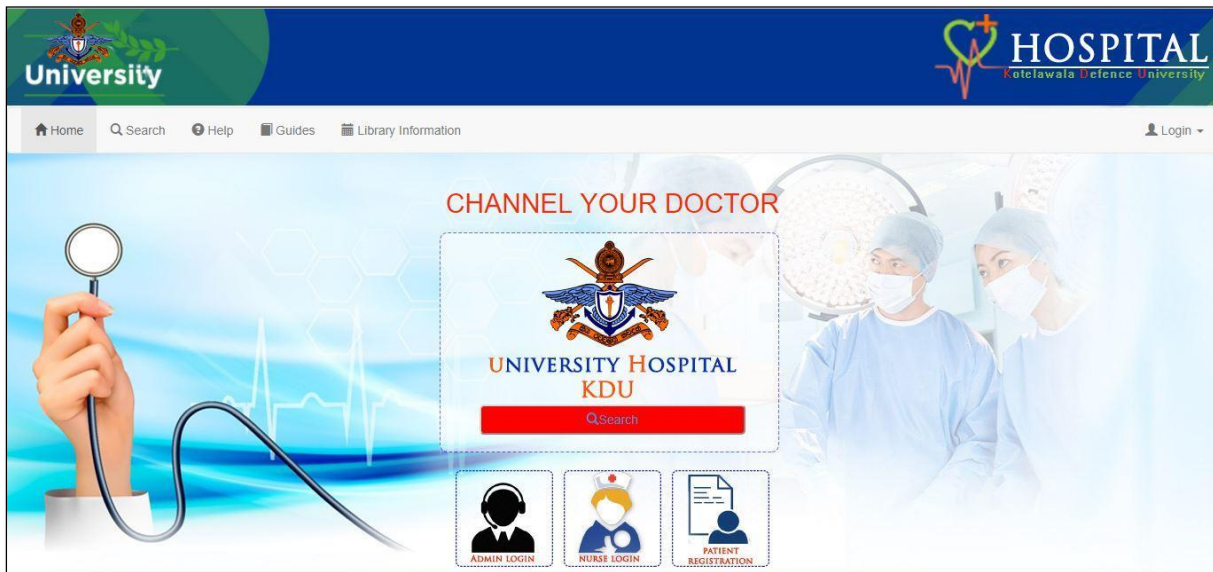 University
HOSPITAL
Kotelawala Defence University
Home Search Help Guides Library Information Login
CHANNEL YOUR DOCTOR
UNIVERSITY HOSPITAL
KDU
Search
ADMIN LOGIN
NURSE LOGIN
PATIENT
REGISTRATION